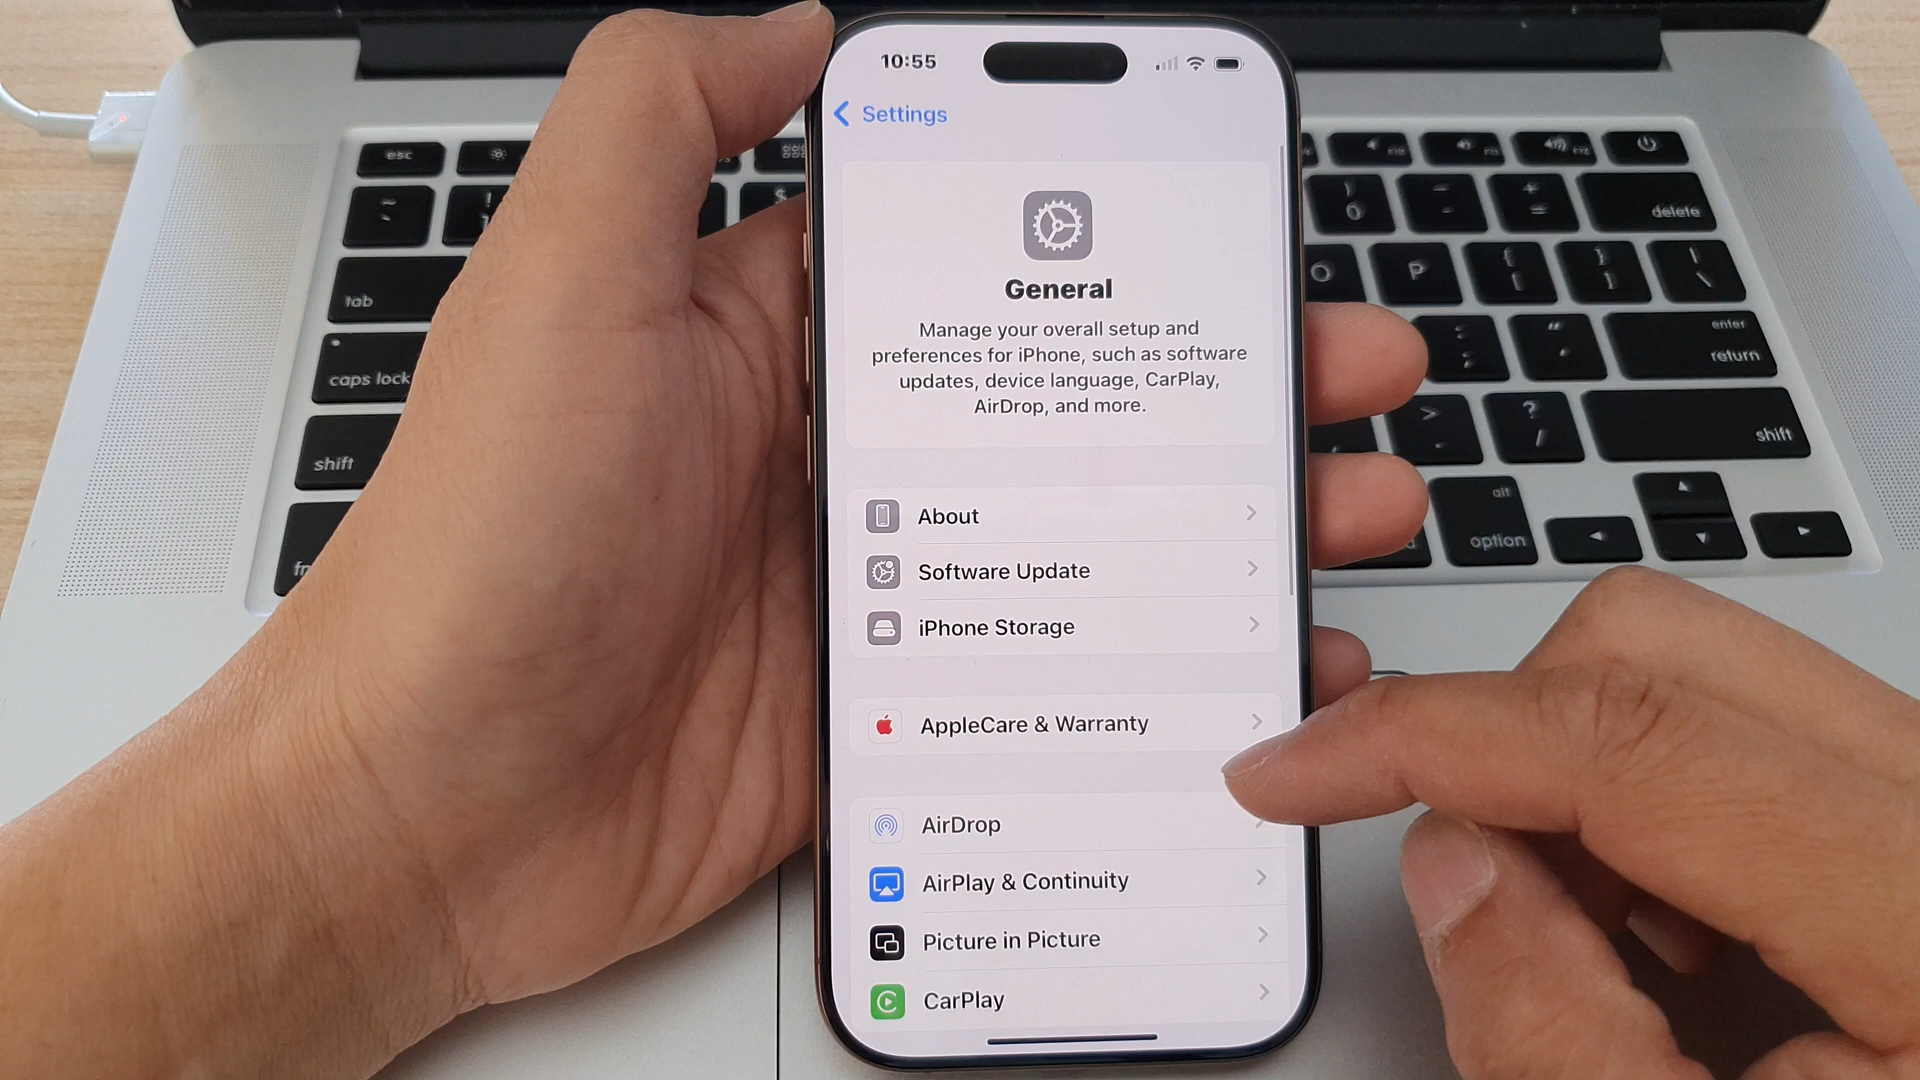 10:55
Settings
General
Manage your overall setup and
preferences for iPhone, such as software
updates, device language, CarPlay,
AirDrop, and more.
About
Software Update
iPhone Storage
AppleCare & Warranty
AirDrop
AirPlay & Continuity
Picture in Picture
CarPlay
esc
tab
caps lock
shift
fn
delete
O
P
enter
return
shift
alt
option